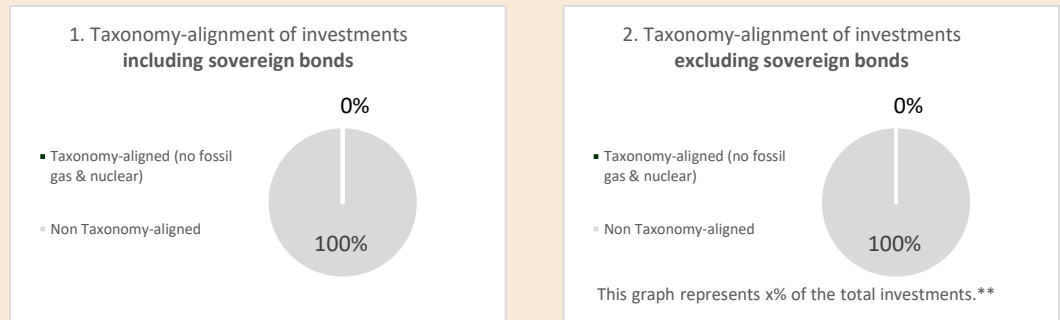 1. Taxonomy-alignment of investments
including sovereign bonds
0%
Taxonomy-aligned (no fossil
gas & nuclear)
Non Taxonomy-aligned
100%
2. Taxonomy-alignment of investments
excluding sovereign bonds
0%
Taxonomy-aligned (no fossil
gas & nuclear)
Non Taxonomy-aligned
100%
This graph represents x% of the total investments.**